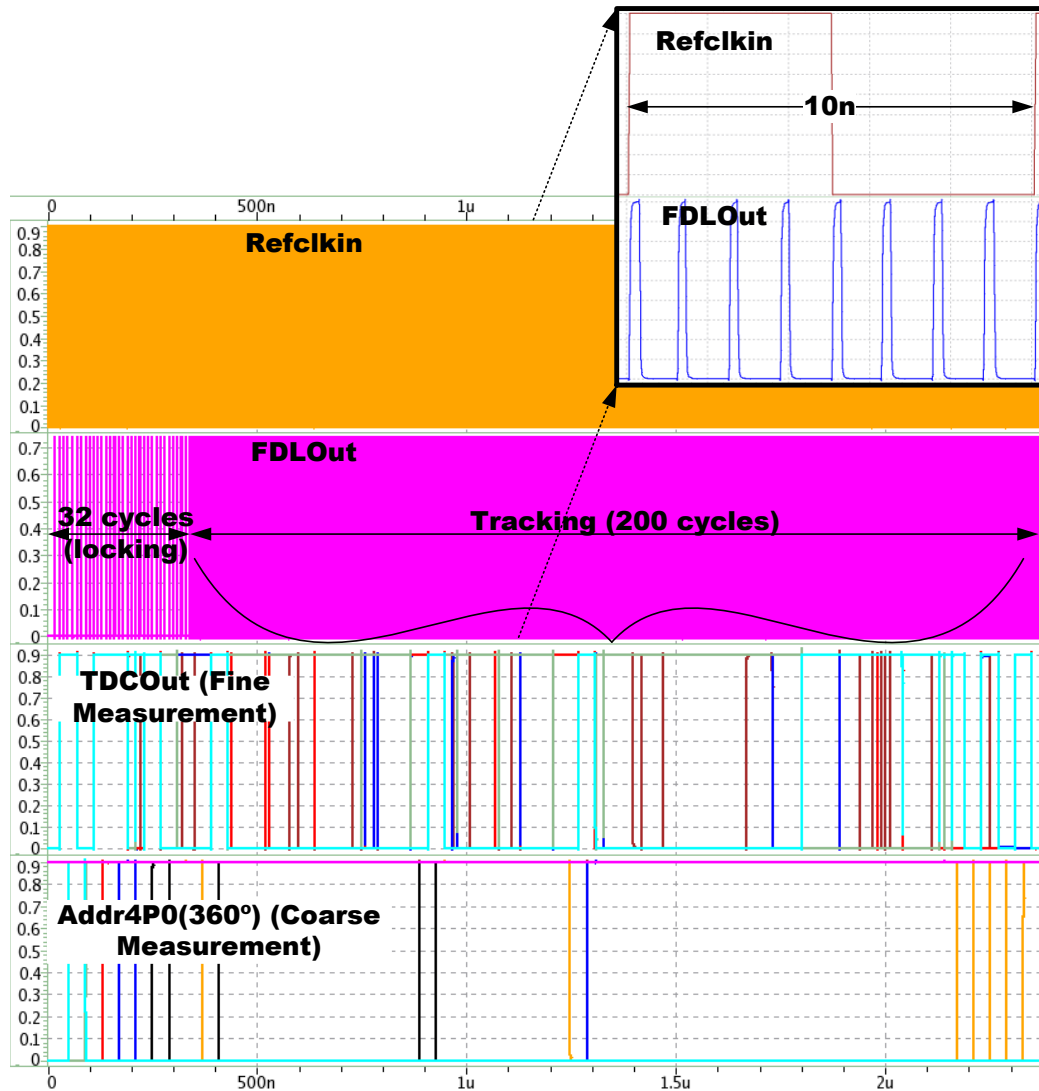 Refclkin
10n
FDLOut
0 500n 1u
0.9
0.8
0.7
0.6
0.5
0.4
0.3
0.2
0.1
0
Refclkin
0.7
0.6
0.5
0.4
0.3
0.2
0.1
0
FDLOut
32 cycles
(locking)
Tracking (200 cycles)
0.9
0.8
0.7
0.6
0.5
0.4
0.3
0.2
0.1
0
TDCOut (Fine
Measurement)
0.9
0.8
0.7
0.6
0.5
0.4
0.3
0.2
0.1
0
Addr4P0(360º) (Coarse
Measurement)
0 500n 1u 1.5u 2u